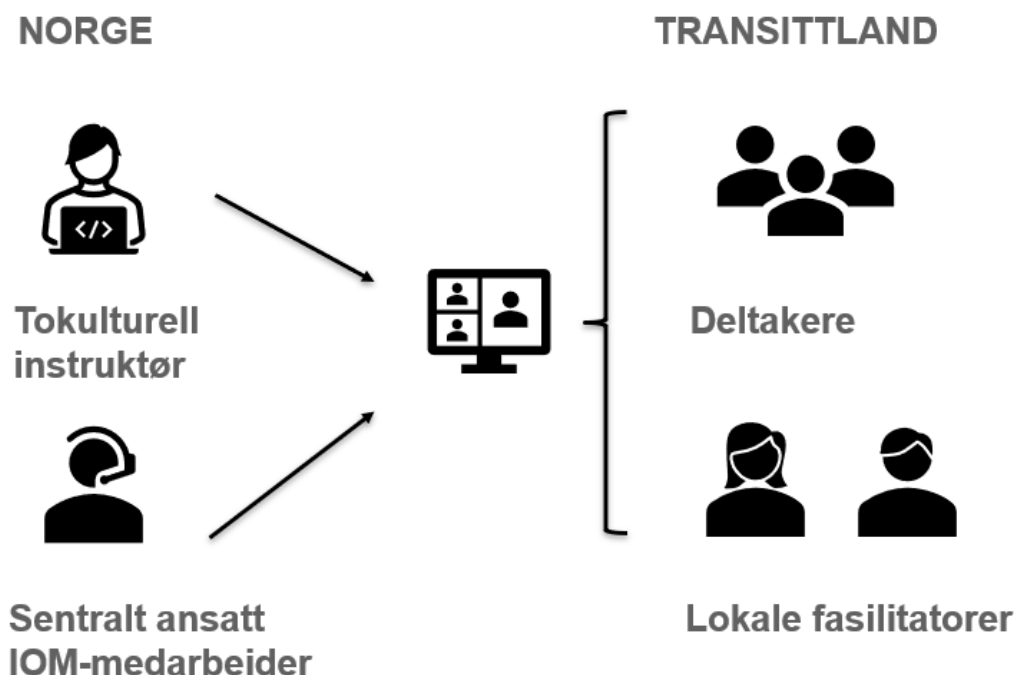 NORGE
TRANSITTLAND
</>
Tokulturell
instruktør
Deltakere
Sentralt ansatt
IOM-medarbeider
Lokale fasilitatorer